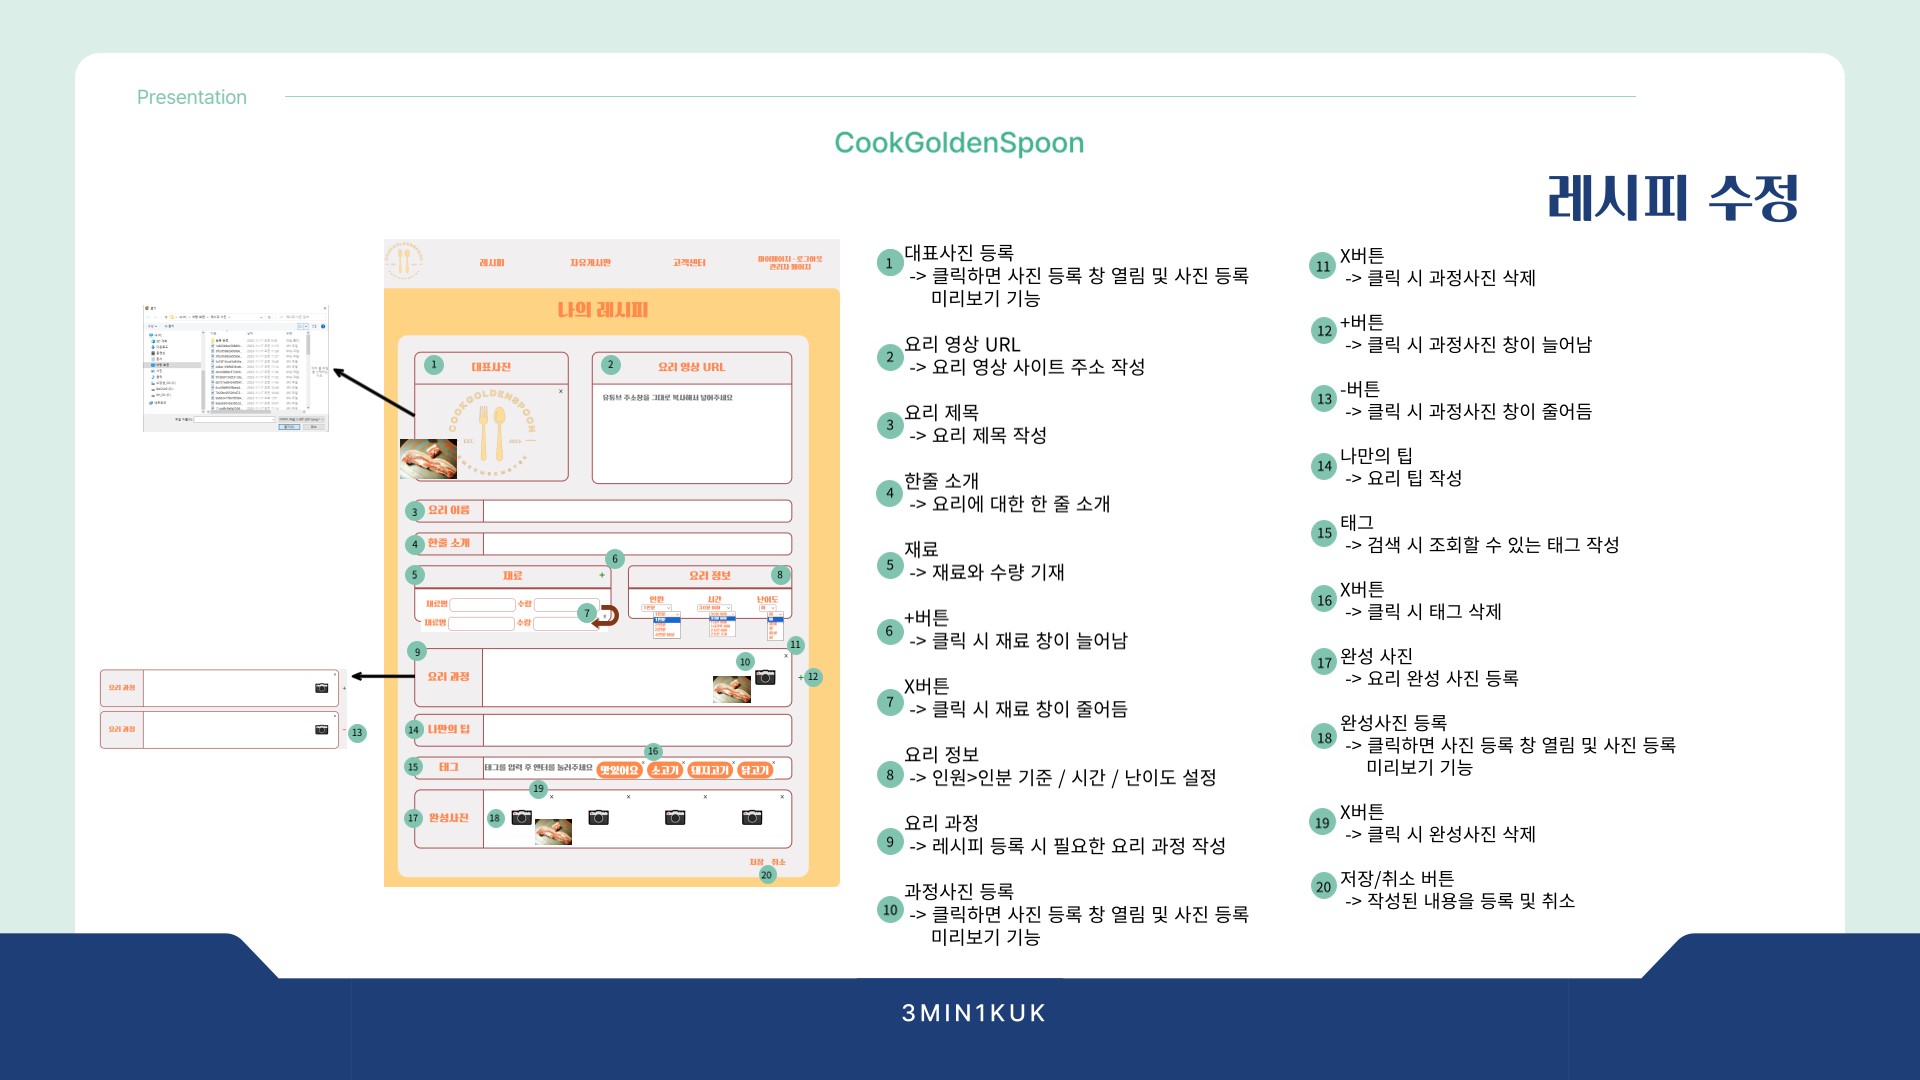 Presentation
CookGoldenSpoon
레시피 수정
레시피
자유게시판
고객센터
마이페이지 · 로그아웃
관리자 페이지
나의 레시피
1
대표사진
x
COOKGOLDENSPOON
EST.
2
요리 영상 URL
유튜브 주소창을 그대로 복사해서 넣어주세요
3
요리 이름
4
한줄 소개
5
재료
+
6
재료명
수량
7
재료명
수량
8
요리 정보
인원
시간
난이도
9
요리 과정
10
11
x
+
12
요리 과정
+
요리 과정
-
13
14
나만의 팁
15
태그
태그를 입력 후 엔터를 눌러주세요
맛있어요
소고기
돼지고기
닭고기
16
17
완성사진
18
19
x
x
x
x
저장
취소
20
1
대표사진 등록
-> 클릭하면 사진 등록 창 열림 및 사진 등록
미리보기 기능
2
요리 영상 URL
-> 요리 영상 사이트 주소 작성
3
요리 제목
-> 요리 제목 작성
4
한줄 소개
-> 요리에 대한 한 줄 소개
5
재료
-> 재료와 수량 기재
6
+버튼
-> 클릭 시 재료 창이 늘어남
7
X버튼
-> 클릭 시 재료 창이 줄어듬
8
요리 정보
-> 인원>인분 기준 / 시간 / 난이도 설정
9
요리 과정
-> 레시피 등록 시 필요한 요리 과정 작성
10
과정사진 등록
-> 클릭하면 사진 등록 창 열림 및 사진 등록
미리보기 기능
11
X버튼
-> 클릭 시 과정사진 삭제
12
+버튼
-> 클릭 시 과정사진 창이 늘어남
13
-버튼
-> 클릭 시 과정사진 창이 줄어듬
14
나만의 팁
-> 요리 팁 작성
15
태그
-> 검색 시 조회할 수 있는 태그 작성
16
X버튼
-> 클릭 시 태그 삭제
17
완성 사진
-> 요리 완성 사진 등록
18
완성사진 등록
-> 클릭하면 사진 등록 창 열림 및 사진 등록
미리보기 기능
19
X버튼
-> 클릭 시 완성사진 삭제
20
저장/취소 버튼
-> 작성된 내용을 등록 및 취소
3MIN1KUK